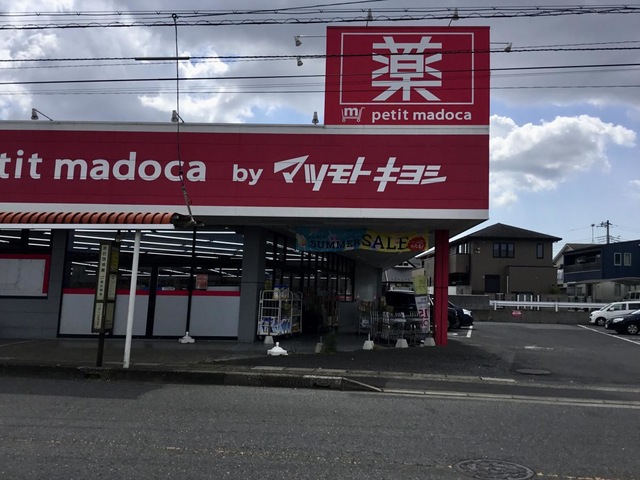 薬
m petit madoca
tit madoca by マツモトキヨシ
SUMMER SALE